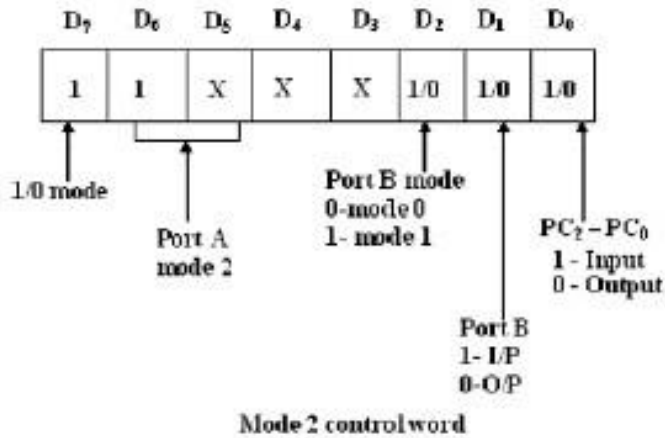 D₇ D₆ D₅ D₄ D₃ D₂ D₁ D₀
1 1 X X X 1/0 1/0 1/0
1/0 mode
Port A
mode 2
Port B mode
0-mode 0
1- mode 1
PC₂ – PC₀
1 - Input
0 - Output
Port B
1- I/P
0-O/P
Mode 2 control word